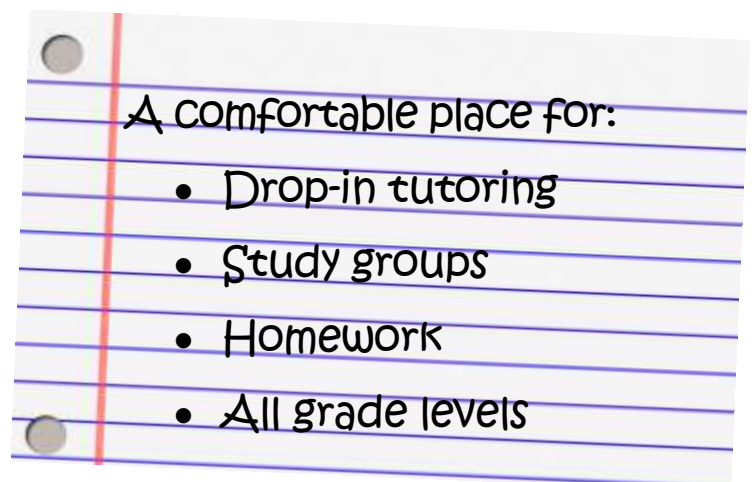 A comfortable place for:
• Drop-in tutoring
• Study groups
• Homework
• All grade levels